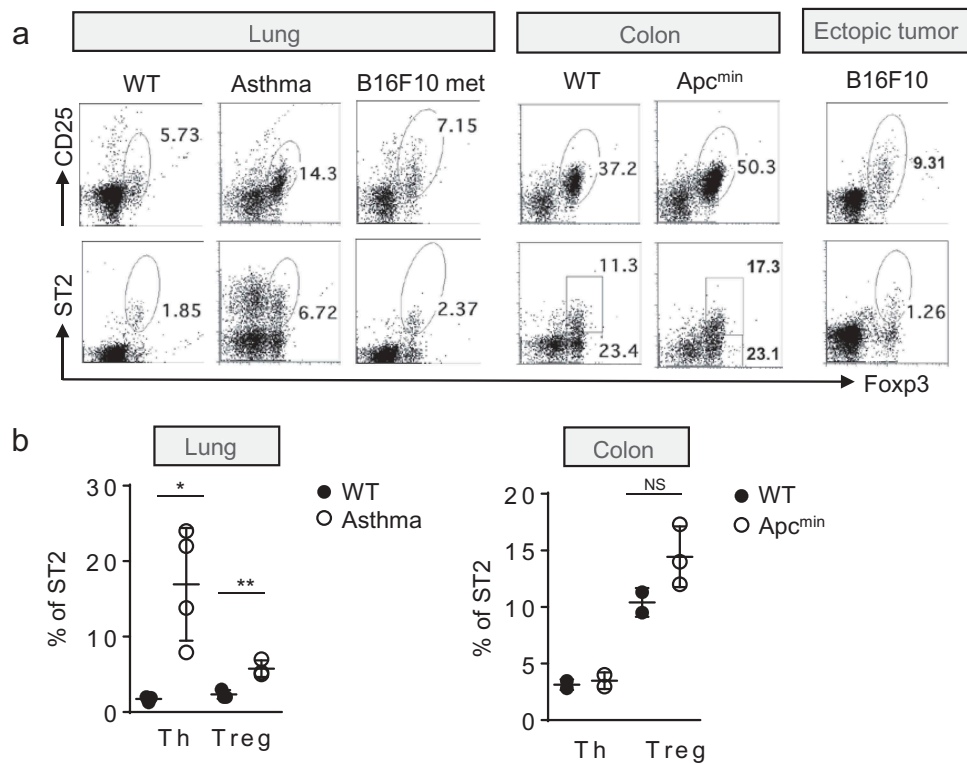 a
Lung
Colon
Ectopic tumor
WT
Asthma
B16F10 met
WT
Apcmin
B16F10
CD25
5.73
14.3
7.15
37.2
50.3
9.31
ST2
1.85
6.72
2.37
11.3
23.4
17.3
23.1
1.26
Foxp3
b
Lung
Colon
% of ST2
30
20
10
0
*
**
Th Treg
WT
Asthma
% of ST2
20
15
10
5
0
NS
Th Treg
WT
Apcmin